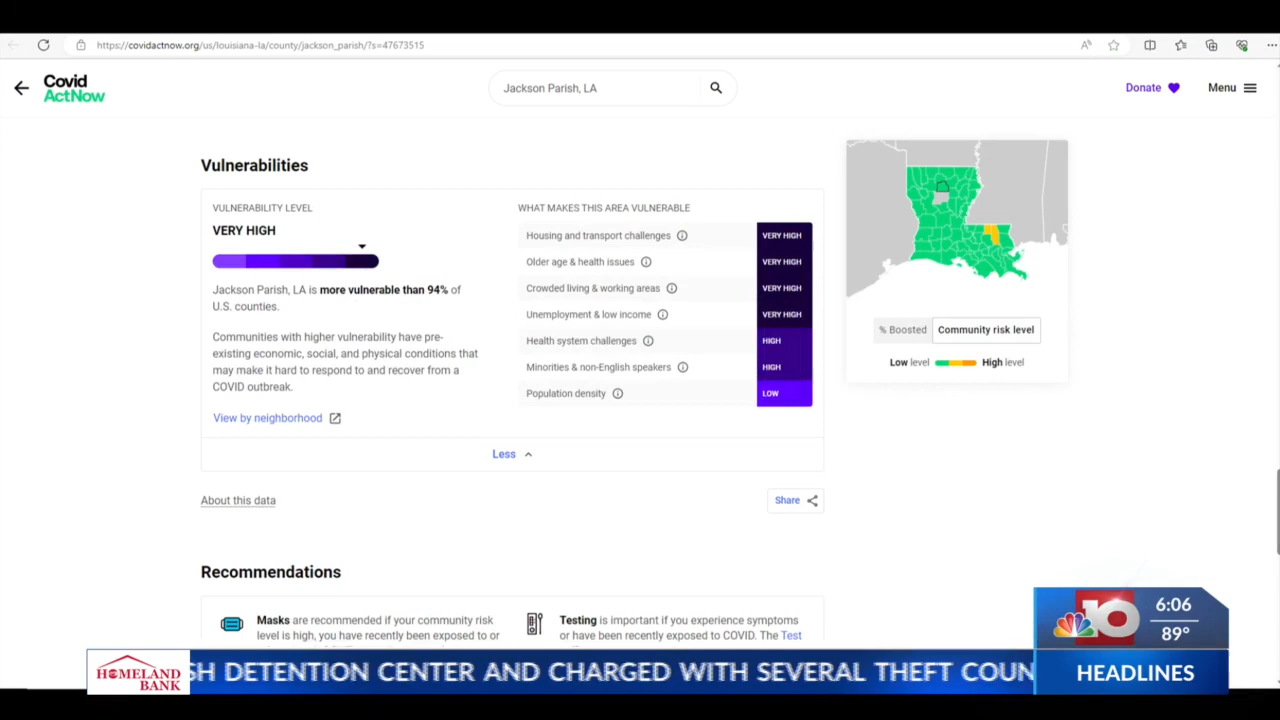 https://covidactnow.org/us/louisiana-la/county/jackson_parish/?s=47673515
Covid
ActNow
Jackson Parish, LA
Donate
Menu
Vulnerabilities
VULNERABILITY LEVEL
VERY HIGH
Jackson Parish, LA is more vulnerable than 94% of
U.S. counties.
Communities with higher vulnerability have pre-
existing economic, social, and physical conditions that
may make it hard to respond to and recover from a
COVID outbreak.
View by neighborhood
WHAT MAKES THIS AREA VULNERABLE
Housing and transport challenges VERY HIGH
Older age & health issues VERY HIGH
Crowded living & working areas VERY HIGH
Unemployment & low income VERY HIGH
Health system challenges HIGH
Minorities & non-English speakers HIGH
Population density LOW
Less
About this data
Share
% Boosted Community risk level
Low level High level
Recommendations
Masks are recommended if your community risk
level is high, you have recently been exposed to or
Testing is important if you experience symptoms
or have been recently exposed to COVID. The Test
10
6:06
89°
HOMELAND
BANK
SH DETENTION CENTER AND CHARGED WITH SEVERAL THEFT COUN
HEADLINES